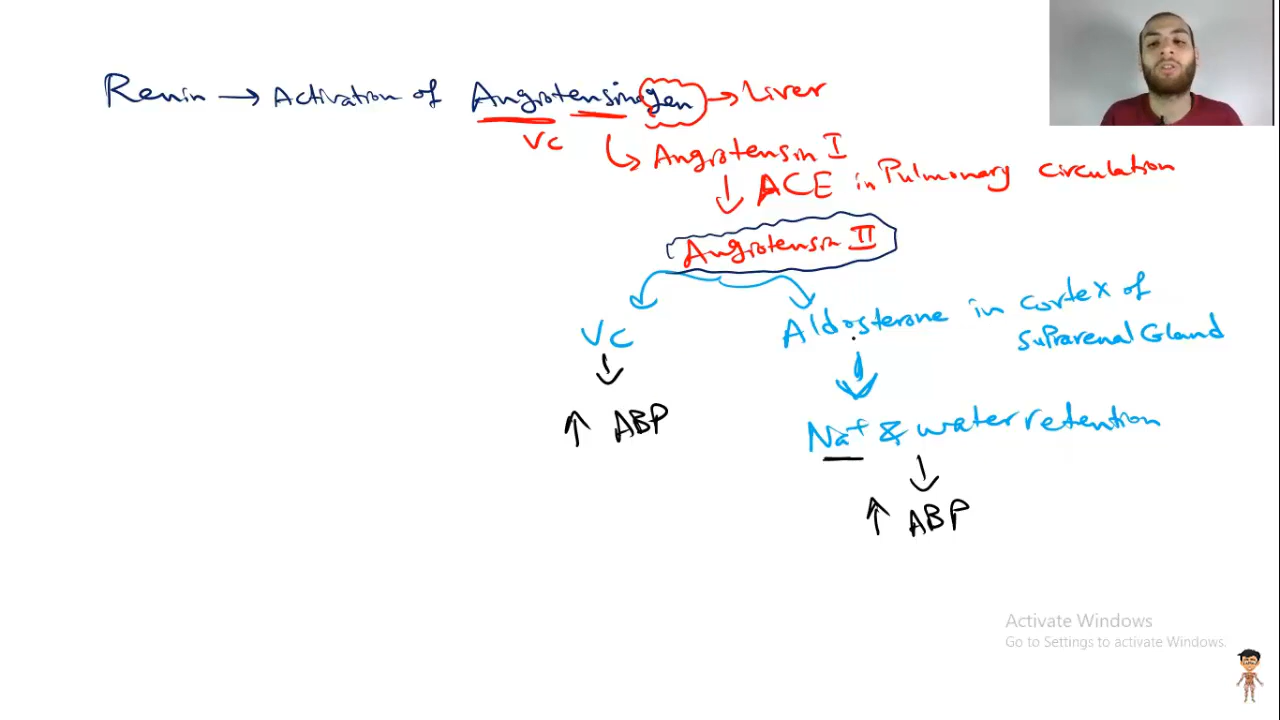 Renin → Activation of Angiotensinogen → Liver
VC
↳ Angiotensin I
↓ ACE in Pulmonary circulation
Angiotensin II
VC
Aldosterone in cortex of
suprarenal Gland
↓
↑ ABP
↓
Na+ & water retention
↓
↑ ABP
Activate Windows
Go to Settings to activate Windows.